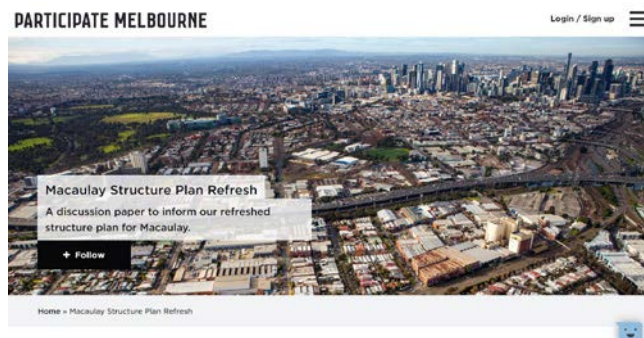 PARTICIPATE MELBOURNE
Login / Sign up
Macaulay Structure Plan Refresh
A discussion paper to inform our refreshed
structure plan for Macaulay.
+ Follow
Home » Macaulay Structure Plan Refresh